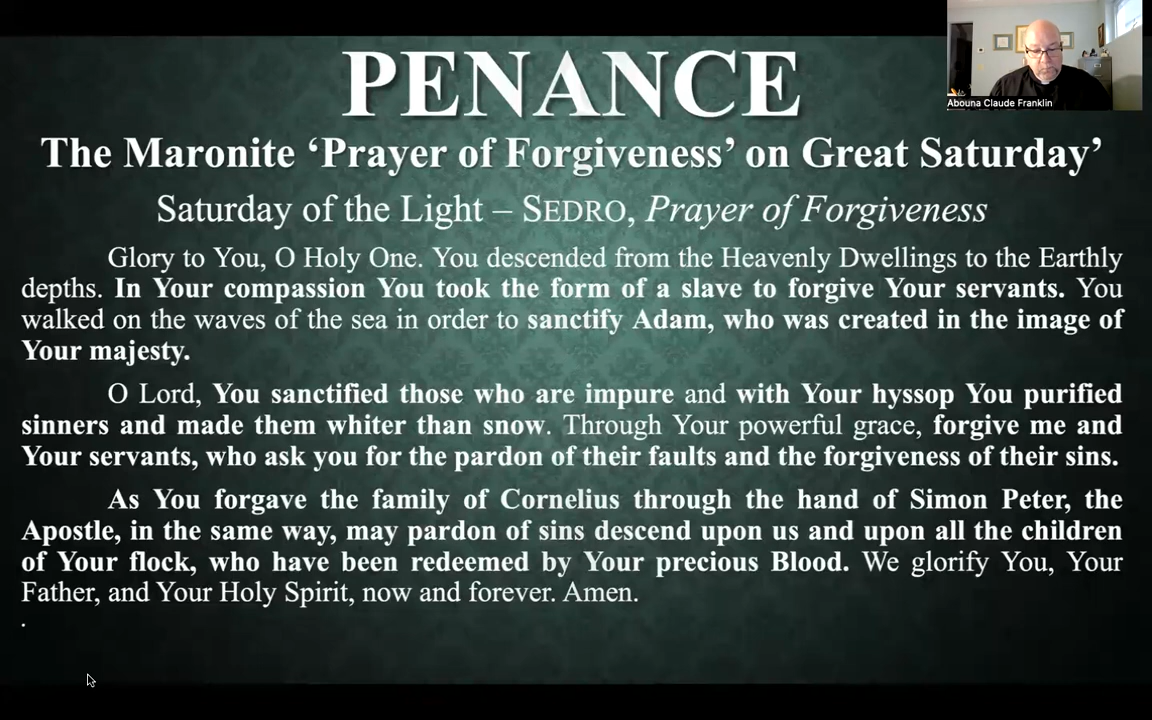 PENANCE
Abouna Claude Franklin
The Maronite ‘Prayer of Forgiveness’ on Great Saturday’
Saturday of the Light – SEDRO, Prayer of Forgiveness
Glory to You, O Holy One. You descended from the Heavenly Dwellings to the Earthly
depths. In Your compassion You took the form of a slave to forgive Your servants. You
walked on the waves of the sea in order to sanctify Adam, who was created in the image of
Your majesty.
O Lord, You sanctified those who are impure and with Your hyssop You purified
sinners and made them whiter than snow. Through Your powerful grace, forgive me and
Your servants, who ask you for the pardon of their faults and the forgiveness of their sins.
As You forgave the family of Cornelius through the hand of Simon Peter, the
Apostle, in the same way, may pardon of sins descend upon us and upon all the children
of Your flock, who have been redeemed by Your precious Blood. We glorify You, Your
Father, and Your Holy Spirit, now and forever. Amen.
.